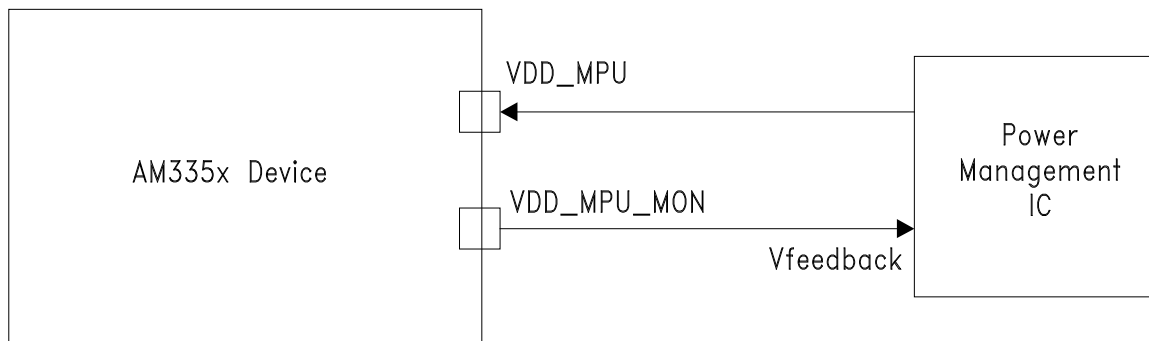 VDD_MPU
AM335x Device
Power
Management
IC
VDD_MPU_MON
Vfeedback